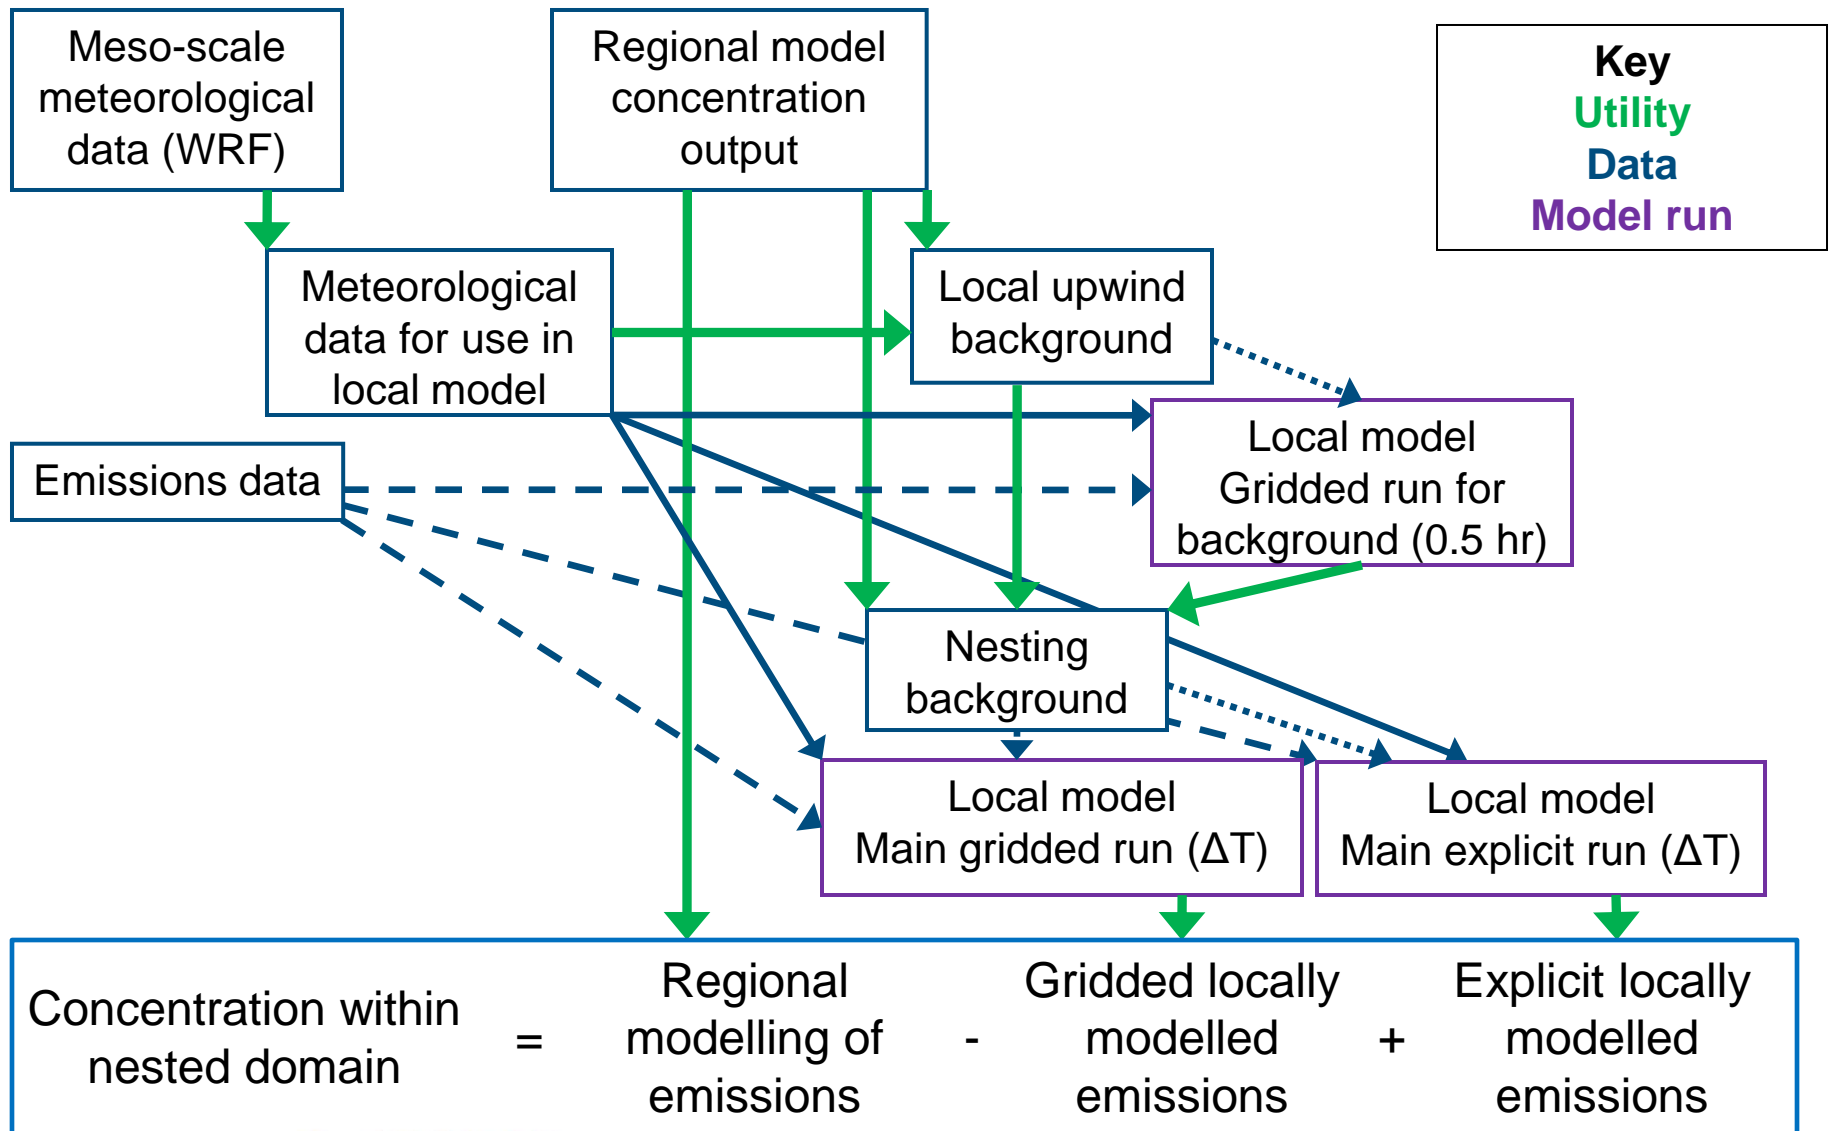 Meso-scale
meteorological
data (WRF)
Regional model
concentration
output
Key
Utility
Data
Model run
Meteorological
data for use in
local model
Local upwind
background
Emissions data
Local model
Gridded run for
background (0.5 hr)
Nesting
background
Local model
Main gridded run (ΔT)
Local model
Main explicit run (ΔT)
Concentration within
nested domain
=
Regional
modelling of
emissions
-
Gridded locally
modelled
emissions
+
Explicit locally
modelled
emissions